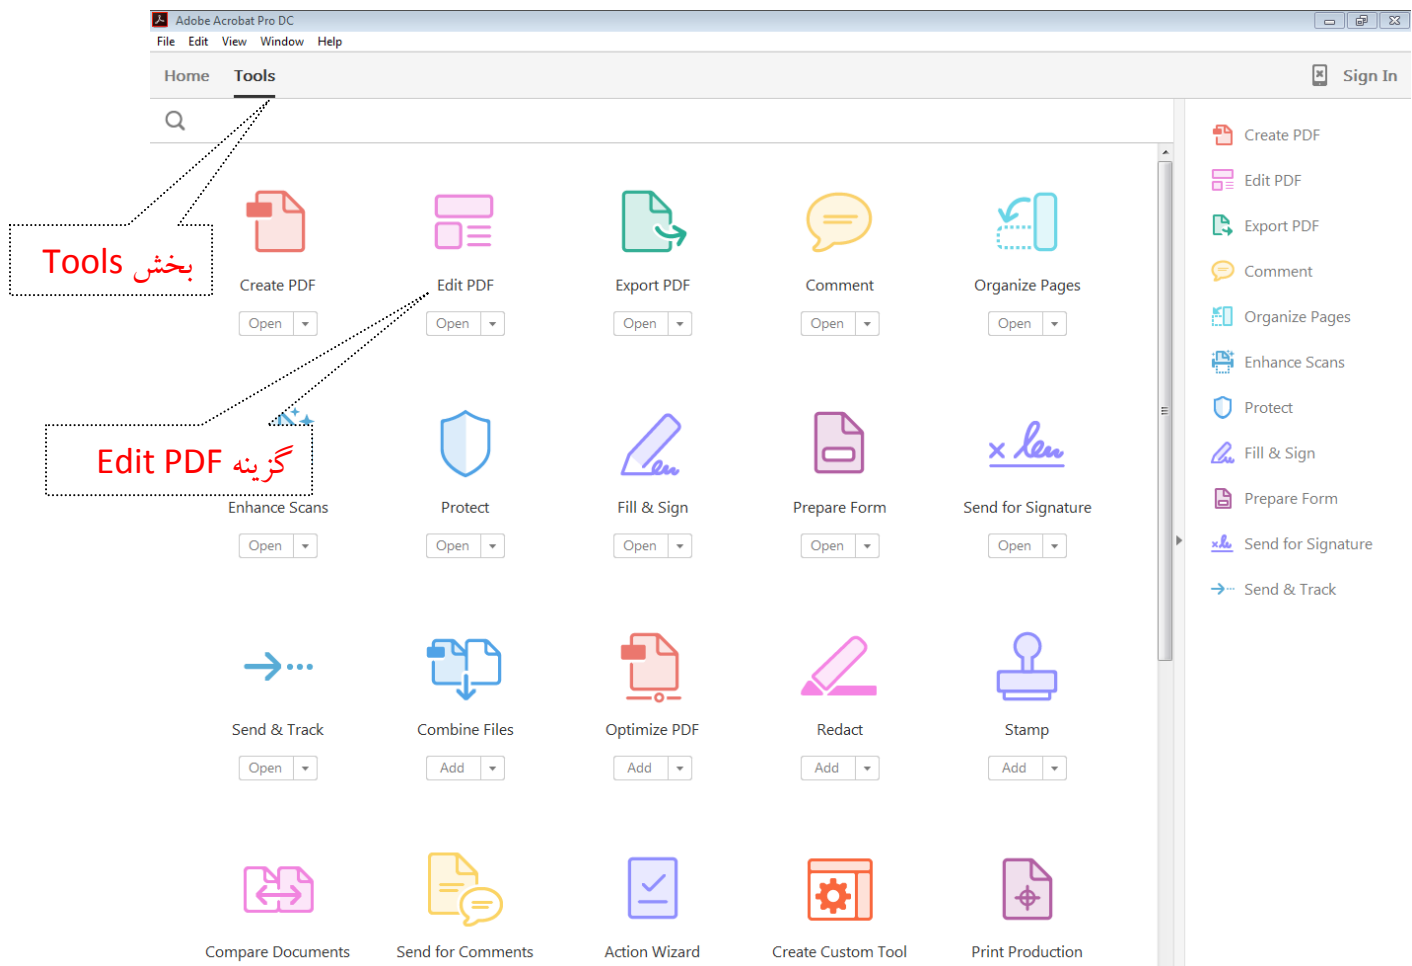 Adobe Acrobat Pro DC
File Edit View Window Help
Home Tools Sign In
بخش Tools
Create PDF Edit PDF Export PDF Comment Organize Pages
Open Open Open Open Open
گزینه Edit PDF
Enhance Scans Protect Fill & Sign Prepare Form Send for Signature
Open Open Open Open Open
Send & Track Combine Files Optimize PDF Redact Stamp
Open Add Add Add Add
Compare Documents Send for Comments Action Wizard Create Custom Tool Print Production
Create PDF
Edit PDF
Export PDF
Comment
Organize Pages
Enhance Scans
Protect
Fill & Sign
Prepare Form
Send for Signature
Send & Track